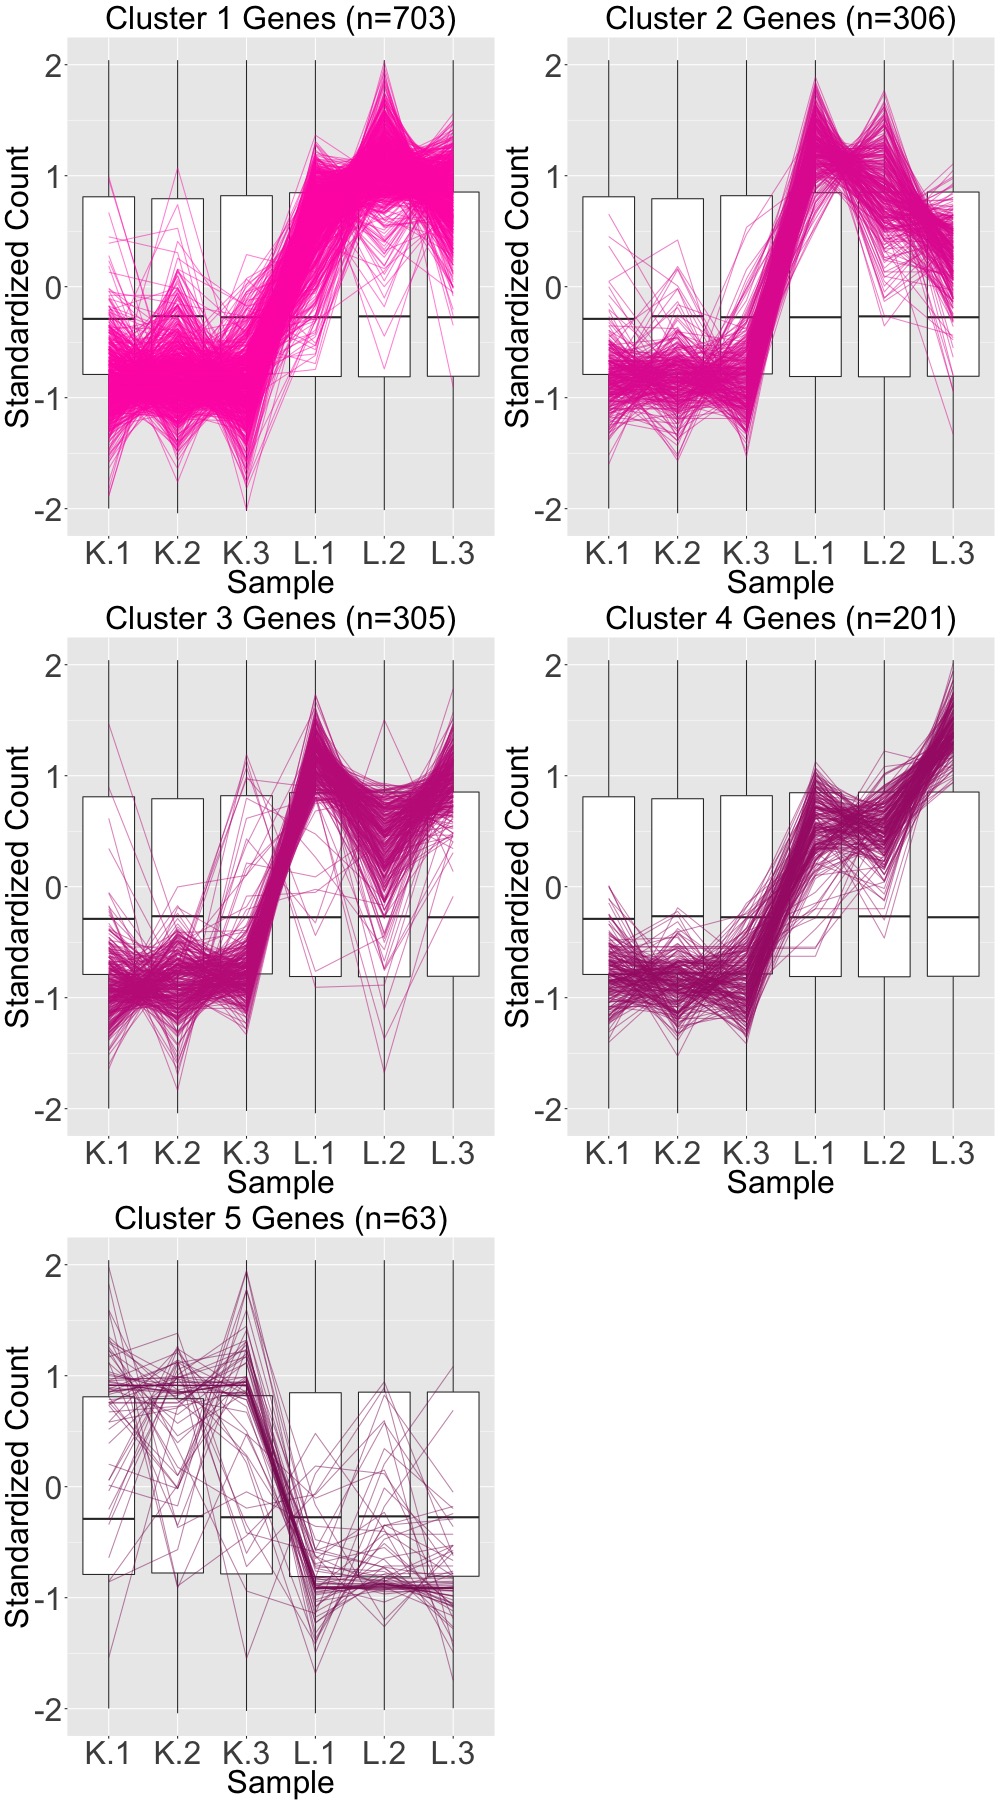 Cluster 1 Genes (n=703)
Standardized Count
2
1
0
-1
-2
K.1 K.2 K.3 L.1 L.2 L.3
Sample
Cluster 2 Genes (n=306)
Standardized Count
2
1
0
-1
-2
K.1 K.2 K.3 L.1 L.2 L.3
Sample
Cluster 3 Genes (n=305)
Standardized Count
2
1
0
-1
-2
K.1 K.2 K.3 L.1 L.2 L.3
Sample
Cluster 4 Genes (n=201)
Standardized Count
2
1
0
-1
-2
K.1 K.2 K.3 L.1 L.2 L.3
Sample
Cluster 5 Genes (n=63)
Standardized Count
2
1
0
-1
-2
K.1 K.2 K.3 L.1 L.2 L.3
Sample